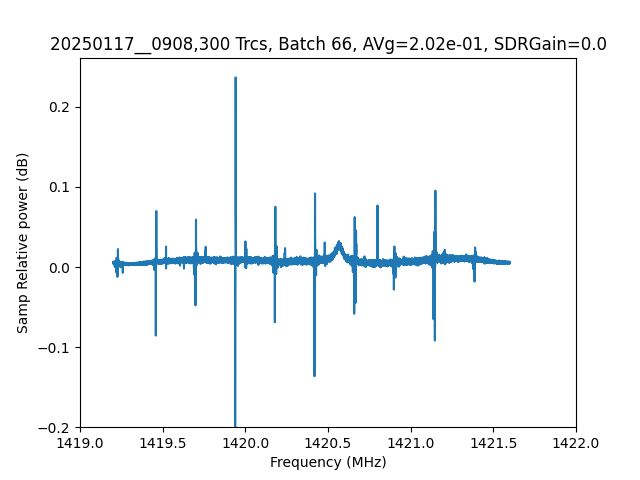 20250117__0908,300 Trcs, Batch 66, AVg=2.02e-01, SDRGain=0.0
0.2
0.1
0.0
−0.1
−0.2
Samp Relative power (dB)
1419.0 1419.5 1420.0 1420.5 1421.0 1421.5 1422.0
Frequency (MHz)